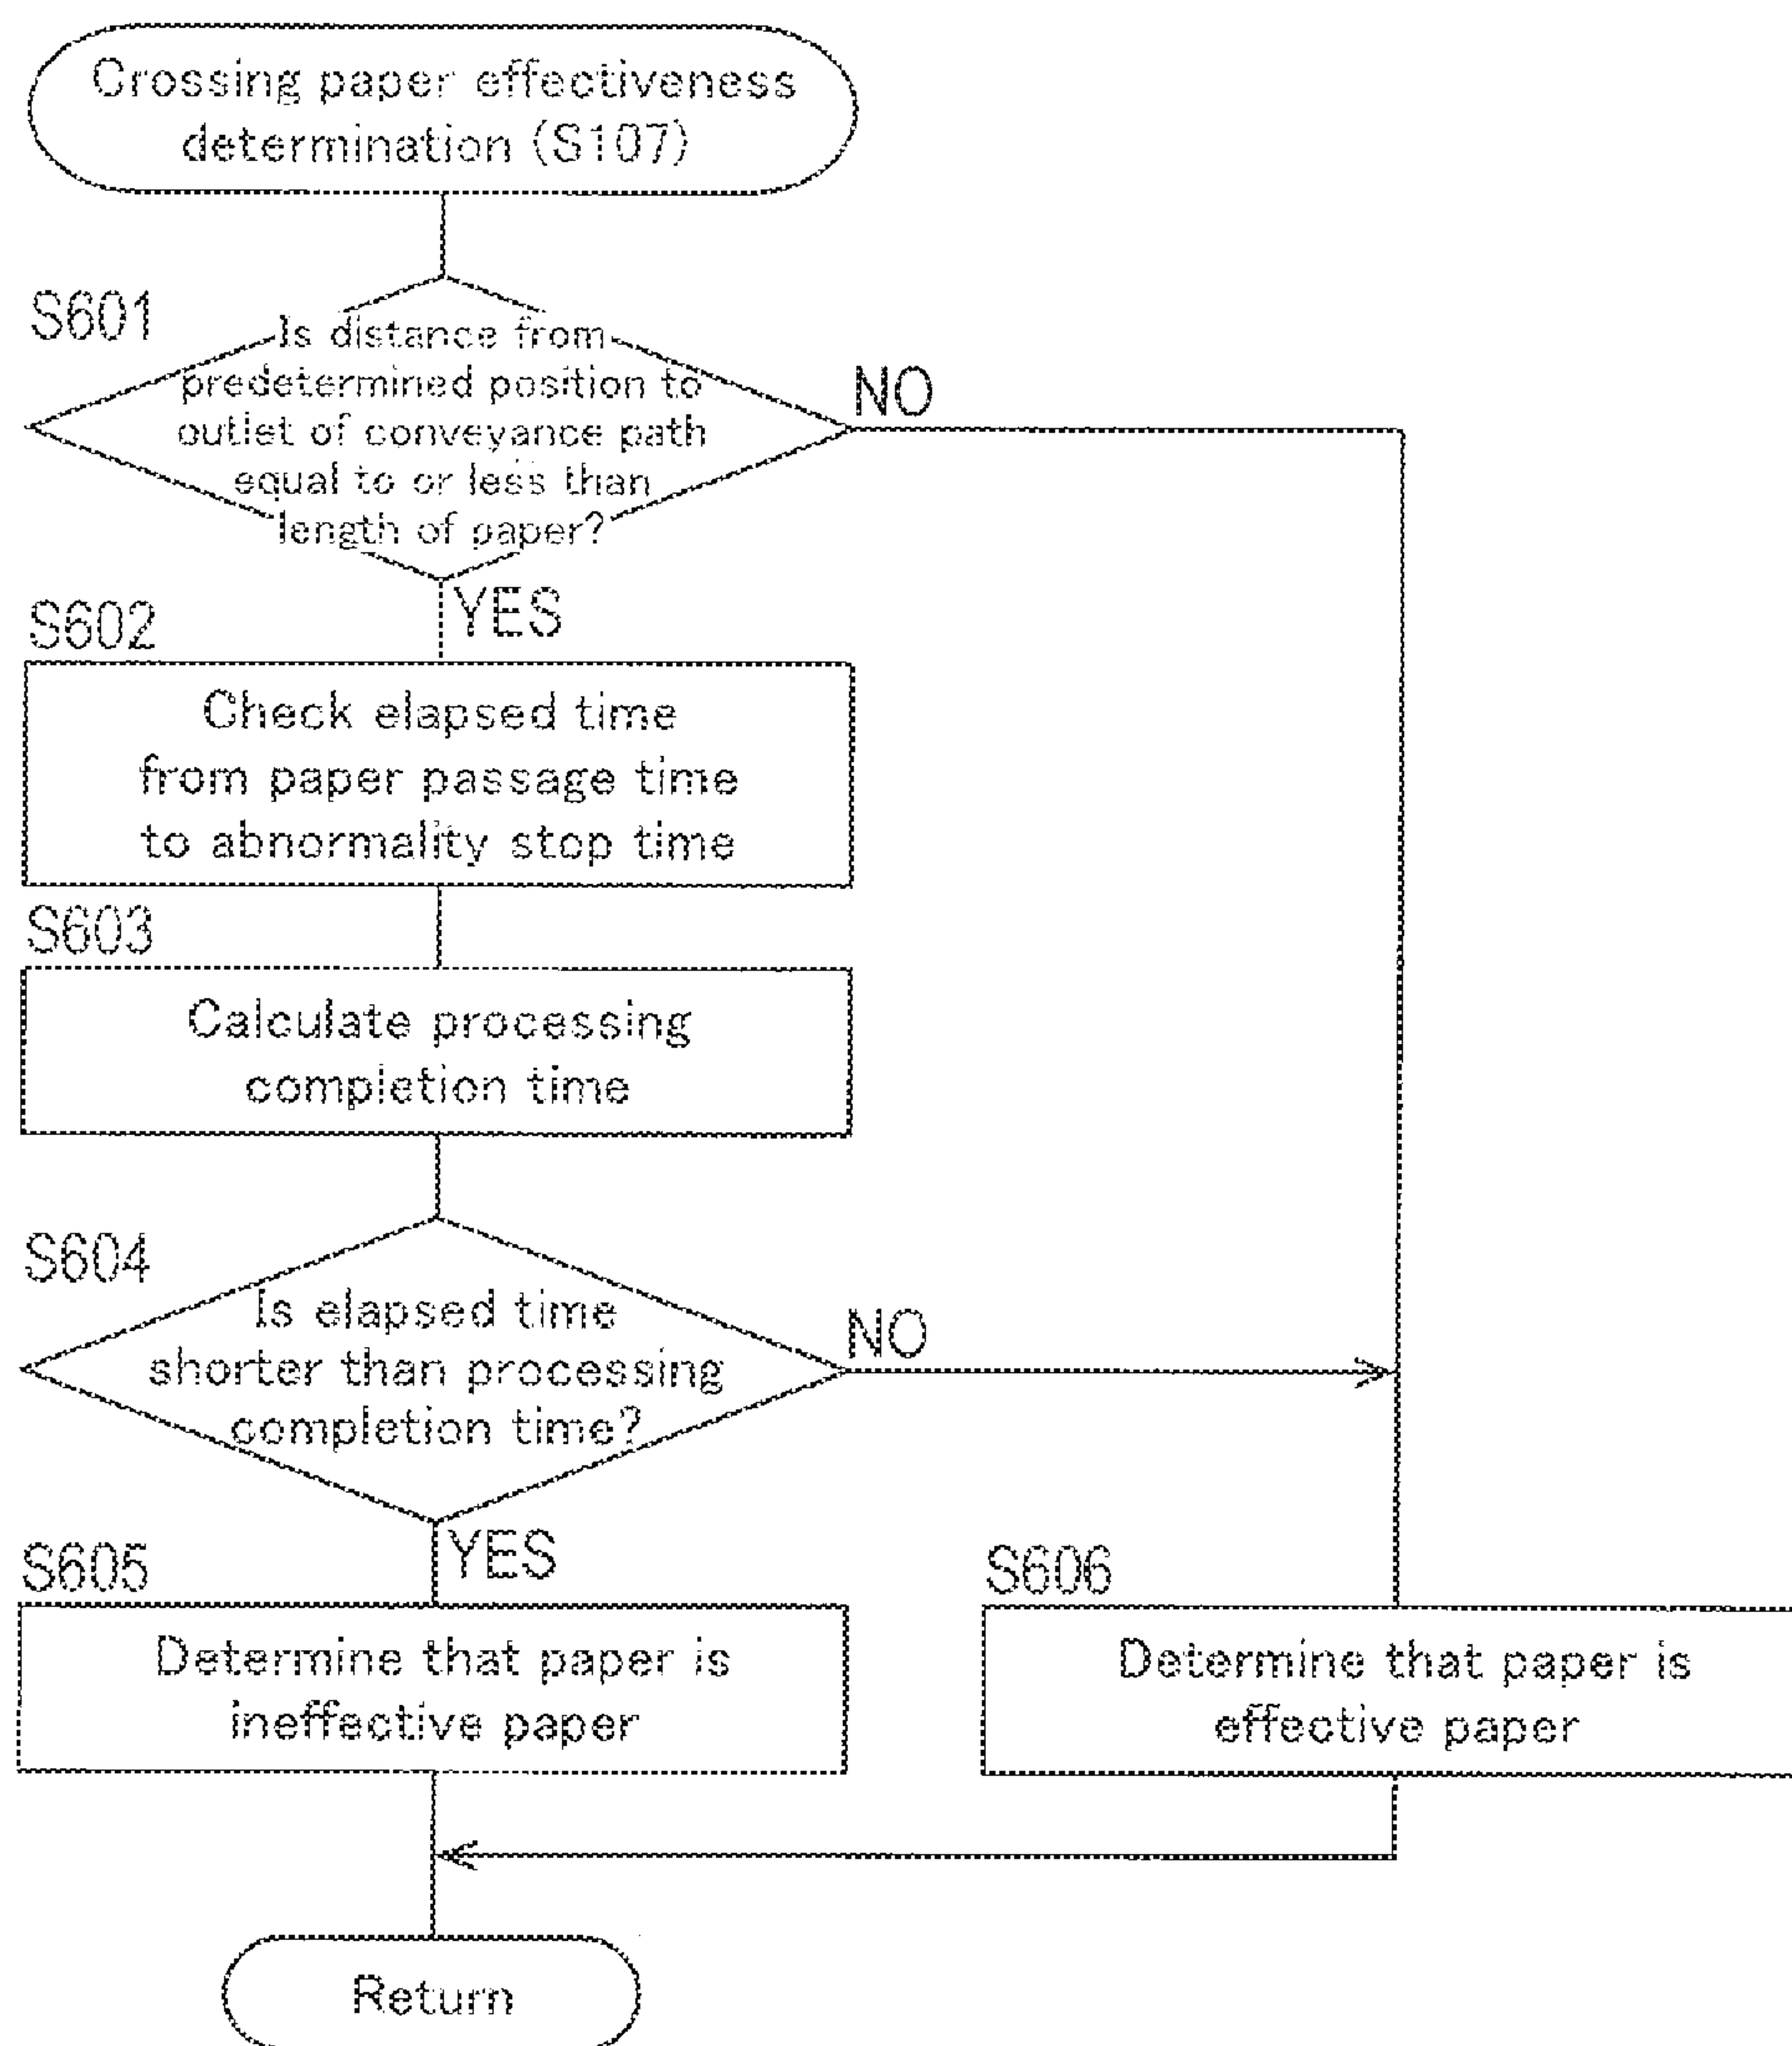 Crossing paper effectiveness
determination (S107)
S601
Is distance from
predetermined position to
outlet of conveyance path
equal to or less than
length of paper?
NO
YES
S602
Check elapsed time
from paper passage time
to abnormality stop time
S603
Calculate processing
completion time
S604
Is elapsed time
shorter than processing
completion time?
NO
YES
S605
Determine that paper is
ineffective paper
S606
Determine that paper is
effective paper
Return